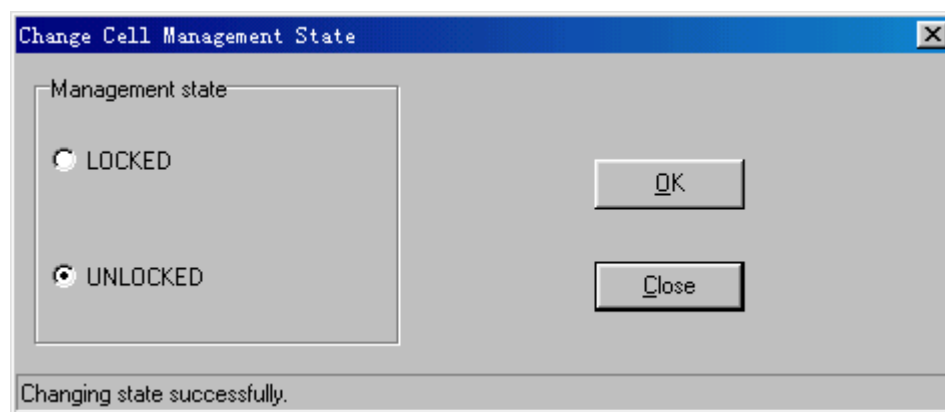 Change Cell Management State
Management state
LOCKED
OK
UNLOCKED
Close
Changing state successfully.